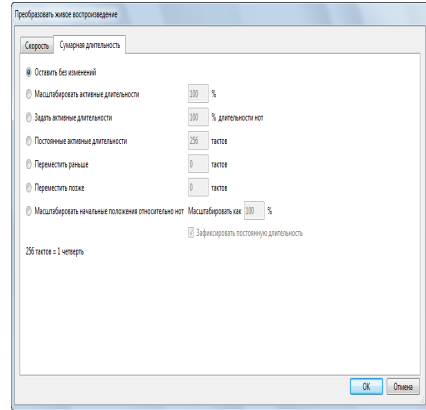 Преобразовать живое воспроизведение
Скорость Сумарная длительность
Оставить без изменений
Масштабировать активные длительности 100 %
Задать активные длительности 100 % длительности нот
Постоянные активные длительности 256 тактов
Переместить раньше 0 тактов
Переместить позже 0 тактов
Масштабировать начальные положения относительно нот Масштабировать как 100 %
Зафиксировать постоянную длительность
256 тактов = 1 четверть
OK Отмена